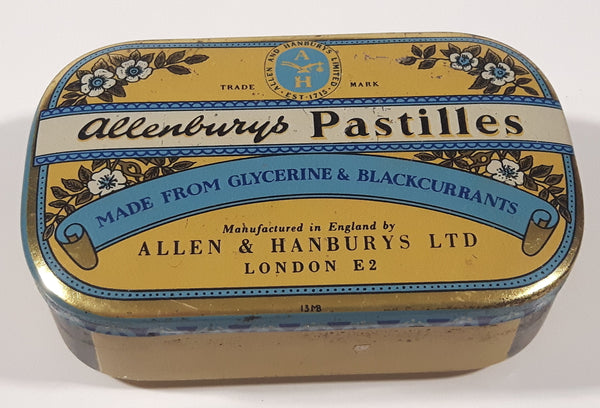 ALLEN AND HANBURYS LIMITED
A
H
EST. 1715
TRADE MARK
Allenburys Pastilles
MADE FROM GLYCERINE & BLACKCURRANTS
Manufactured in England by
ALLEN & HANBURYS LTD
LONDON E2
13MB